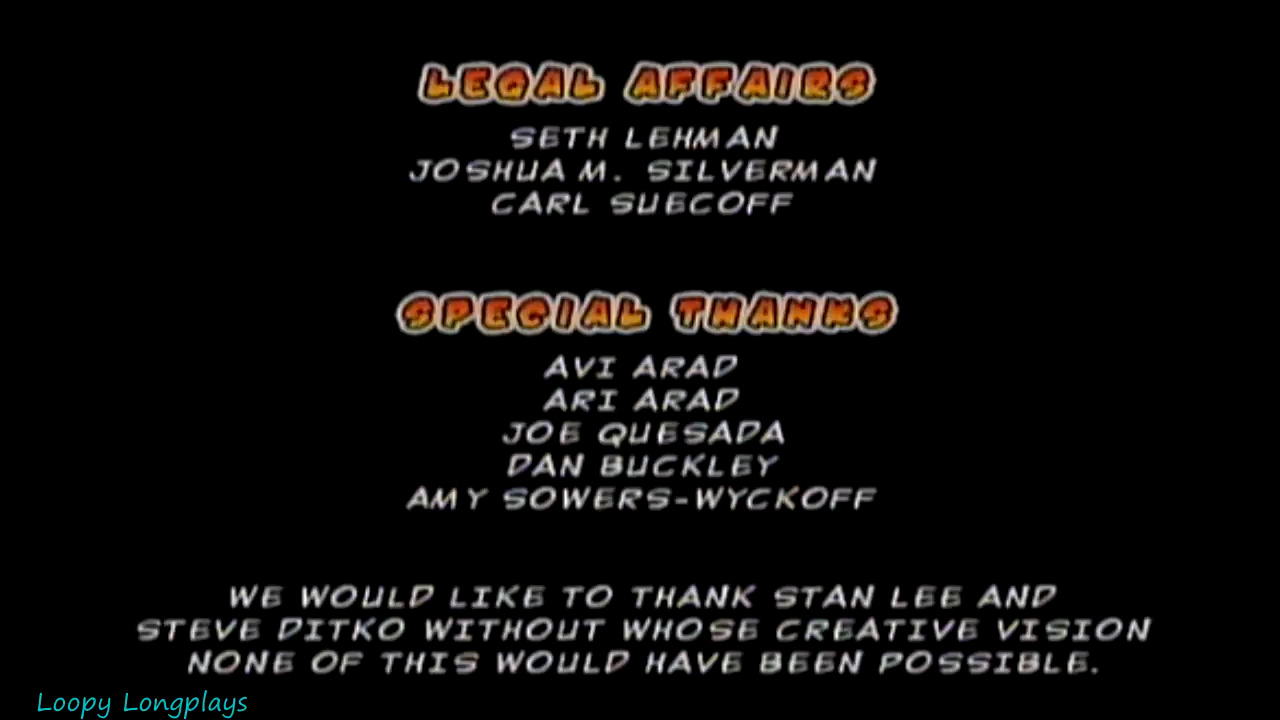 LEGAL AFFAIRS
SETH LEHMAN
JOSHUA M. SILVERMAN
CARL SUECOFF
SPECIAL THANKS
AVI ARAD
ARI ARAD
JOE QUESADA
DAN BUCKLEY
AMY SOWERS-WYCKOFF
WE WOULD LIKE TO THANK STAN LEE AND
STEVE DITKO WITHOUT WHOSE CREATIVE VISION
NONE OF THIS WOULD HAVE BEEN POSSIBLE.
Loopy Longplays